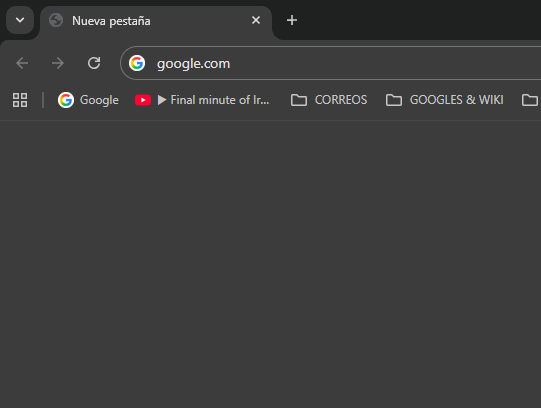 Nueva pestaña
google.com
Google ▶ Final minute of Ir... CORREOS GOOGLES & WIKI